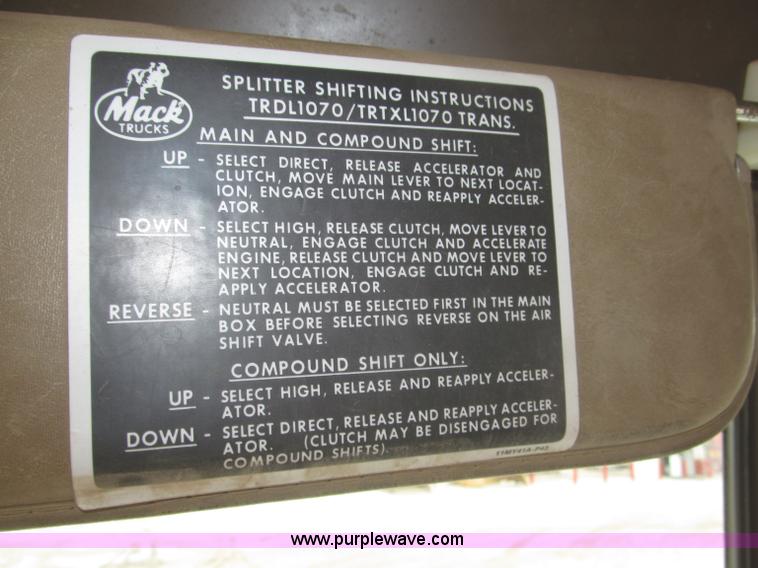 Mack
TRUCKS
SPLITTER SHIFTING INSTRUCTIONS
TRDL1070/TRTXL1070 TRANS.
MAIN AND COMPOUND SHIFT:
UP - SELECT DIRECT, RELEASE ACCELERATOR AND
CLUTCH, MOVE MAIN LEVER TO NEXT LOCAT-
ION, ENGAGE CLUTCH AND REAPPLY ACCELER-
ATOR.
DOWN - SELECT HIGH, RELEASE CLUTCH, MOVE LEVER TO
NEUTRAL, ENGAGE CLUTCH AND ACCELERATE
ENGINE, RELEASE CLUTCH AND MOVE LEVER TO
NEXT LOCATION, ENGAGE CLUTCH AND RE-
APPLY ACCELERATOR.
REVERSE - NEUTRAL MUST BE SELECTED FIRST IN THE MAIN
BOX BEFORE SELECTING REVERSE ON THE AIR
SHIFT VALVE.
COMPOUND SHIFT ONLY:
UP - SELECT HIGH, RELEASE AND REAPPLY ACCELER-
ATOR.
DOWN - SELECT DIRECT, RELEASE AND REAPPLY ACCELER-
ATOR. (CLUTCH MAY BE DISENGAGED FOR
COMPOUND SHIFTS).
www.purplewave.com